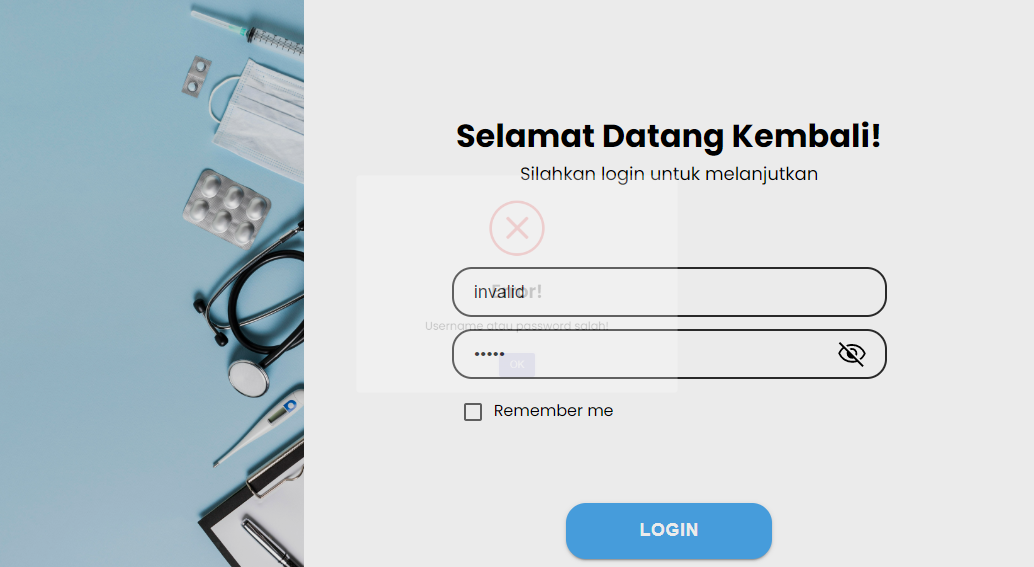 Selamat Datang Kembali!
Silahkan login untuk melanjutkan
invalid
Error!
Username atau password salah!
•••••
OK
Remember me
LOGIN